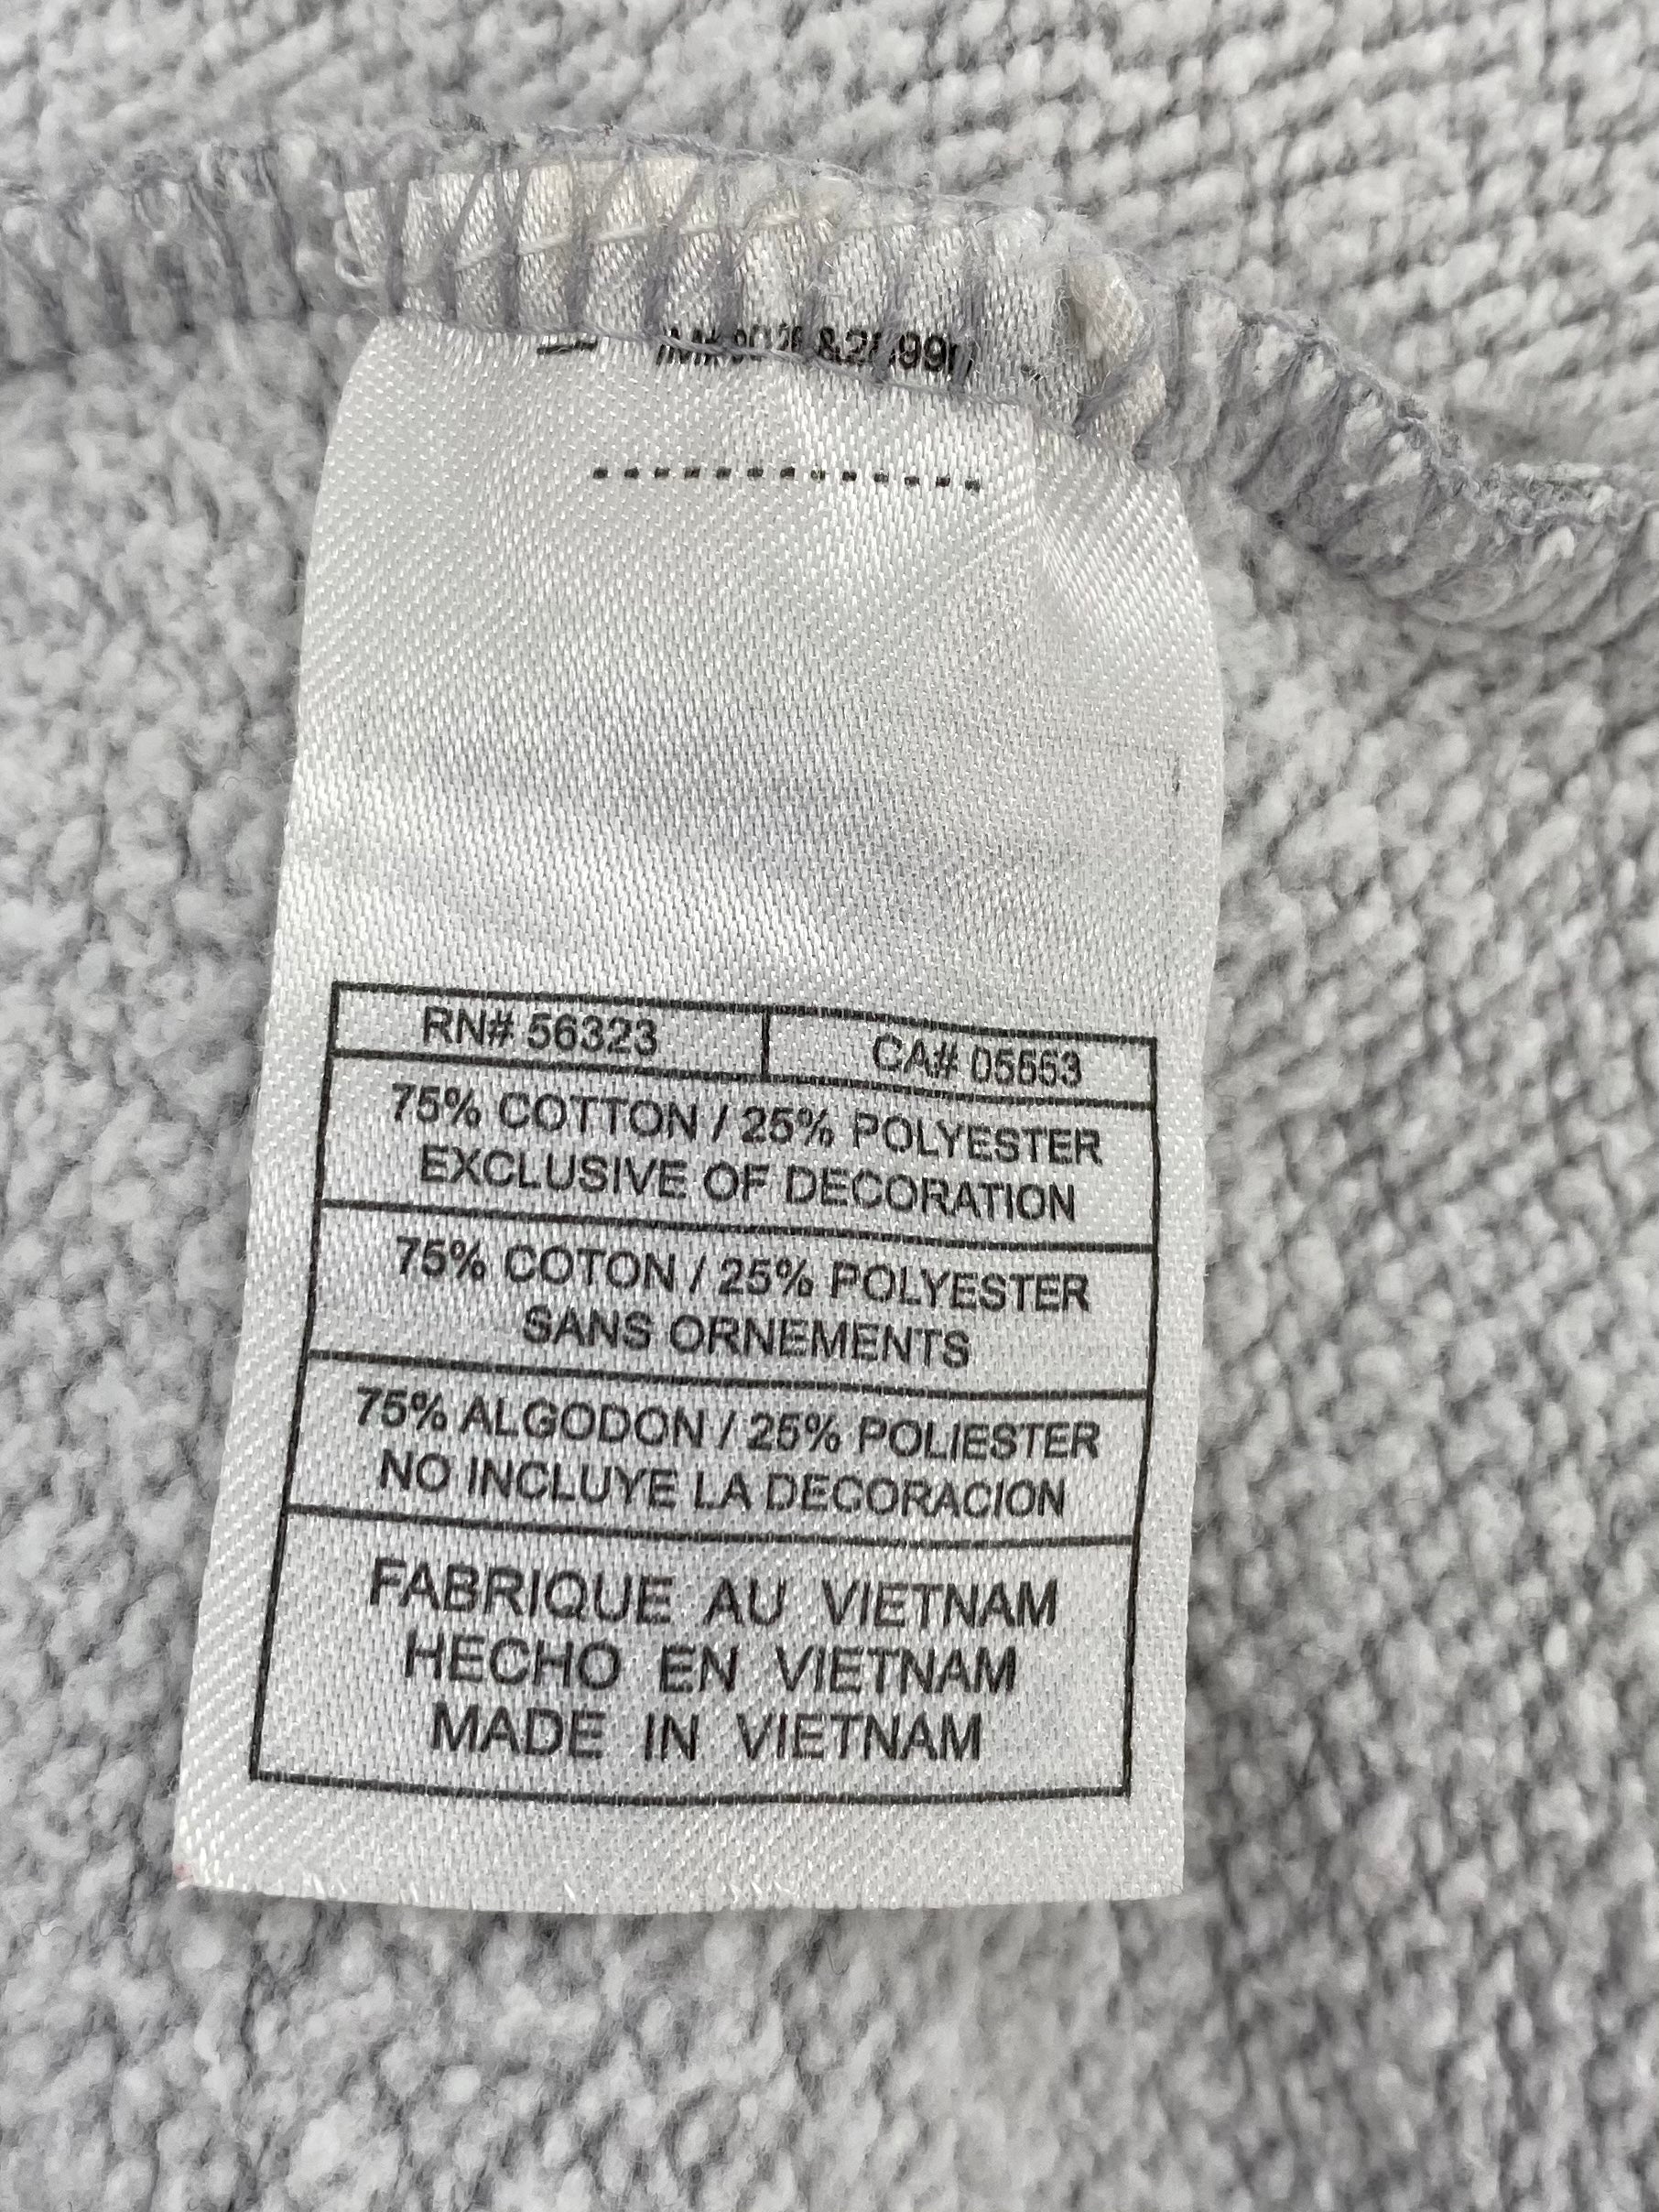 RN# 56323
CA# 05553
75% COTTON / 25% POLYESTER
EXCLUSIVE OF DECORATION
75% COTON / 25% POLYESTER
SANS ORNEMENTS
75% ALGODON / 25% POLIESTER
NO INCLUYE LA DECORACION
FABRIQUE AU VIETNAM
HECHO EN VIETNAM
MADE IN VIETNAM